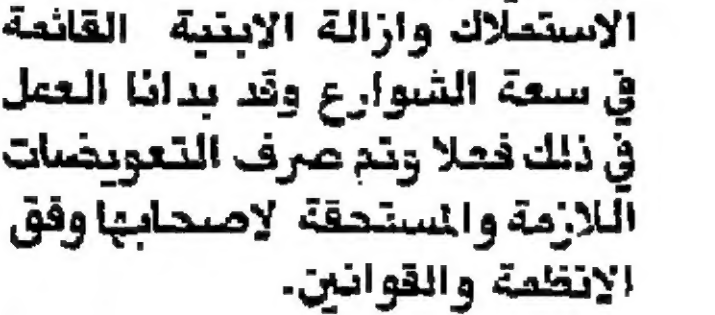 الاستملاك وازالة الابنية القائمة
في سعة الشوارع وقد بدانا العمل
في ذلك فعلا وتم صرف التعويضات
اللازمة والمستحقة لاصحابها وفق
الانظمة والقوانين.